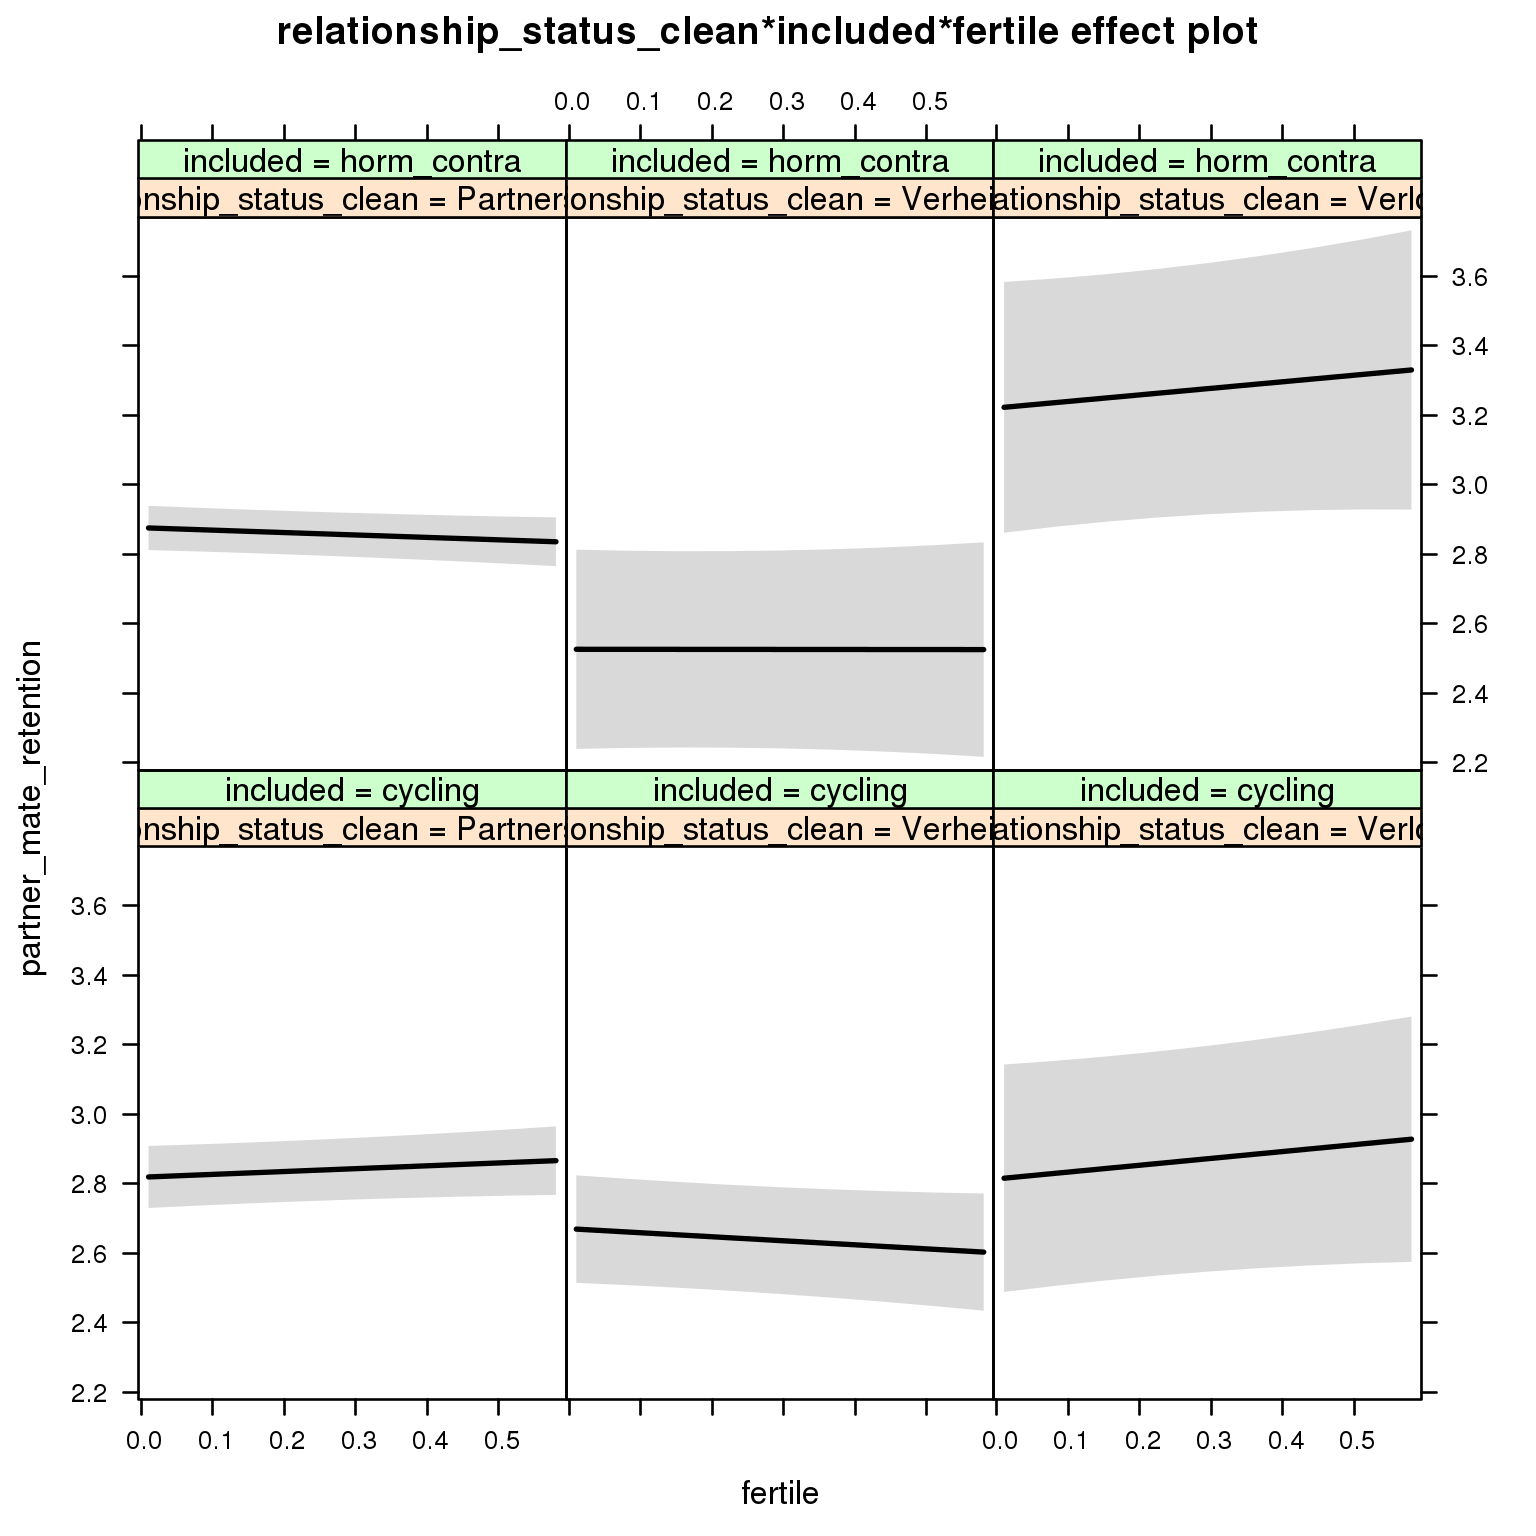 relationship_status_clean*included*fertile effect plot
0.0 0.1 0.2 0.3 0.4 0.5
included = horm_contra included = horm_contra included = horm_contra
onship_status_clean = Partners onship_status_clean = Verhei ationship_status_clean = Verlo
3.6
3.4
3.2
3.0
2.8
2.6
2.4
2.2
partner_mate_retention
included = cycling included = cycling included = cycling
onship_status_clean = Partners onship_status_clean = Verhei ationship_status_clean = Verlo
3.6
3.4
3.2
3.0
2.8
2.6
2.4
2.2
0.0 0.1 0.2 0.3 0.4 0.5 0.0 0.1 0.2 0.3 0.4 0.5
fertile